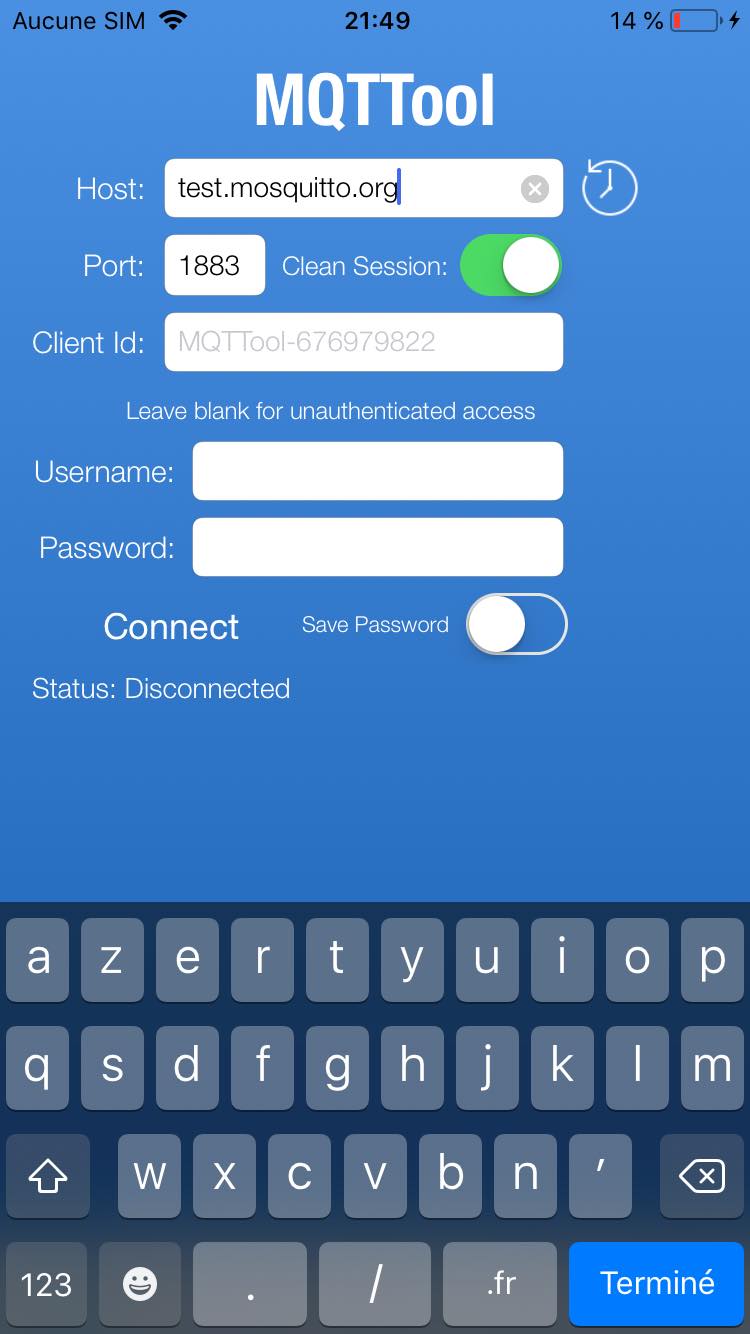 Aucune SIM 21:49 14 %
MQTTool
Host: test.mosquitto.org
Port: 1883 Clean Session:
Client Id: MQTTool-676979822
Leave blank for unauthenticated access
Username:
Password:
Connect Save Password
Status: Disconnected
a z e r t y u i o p
q s d f g h j k l m
w x c v b n ’
123 . / .fr Terminé